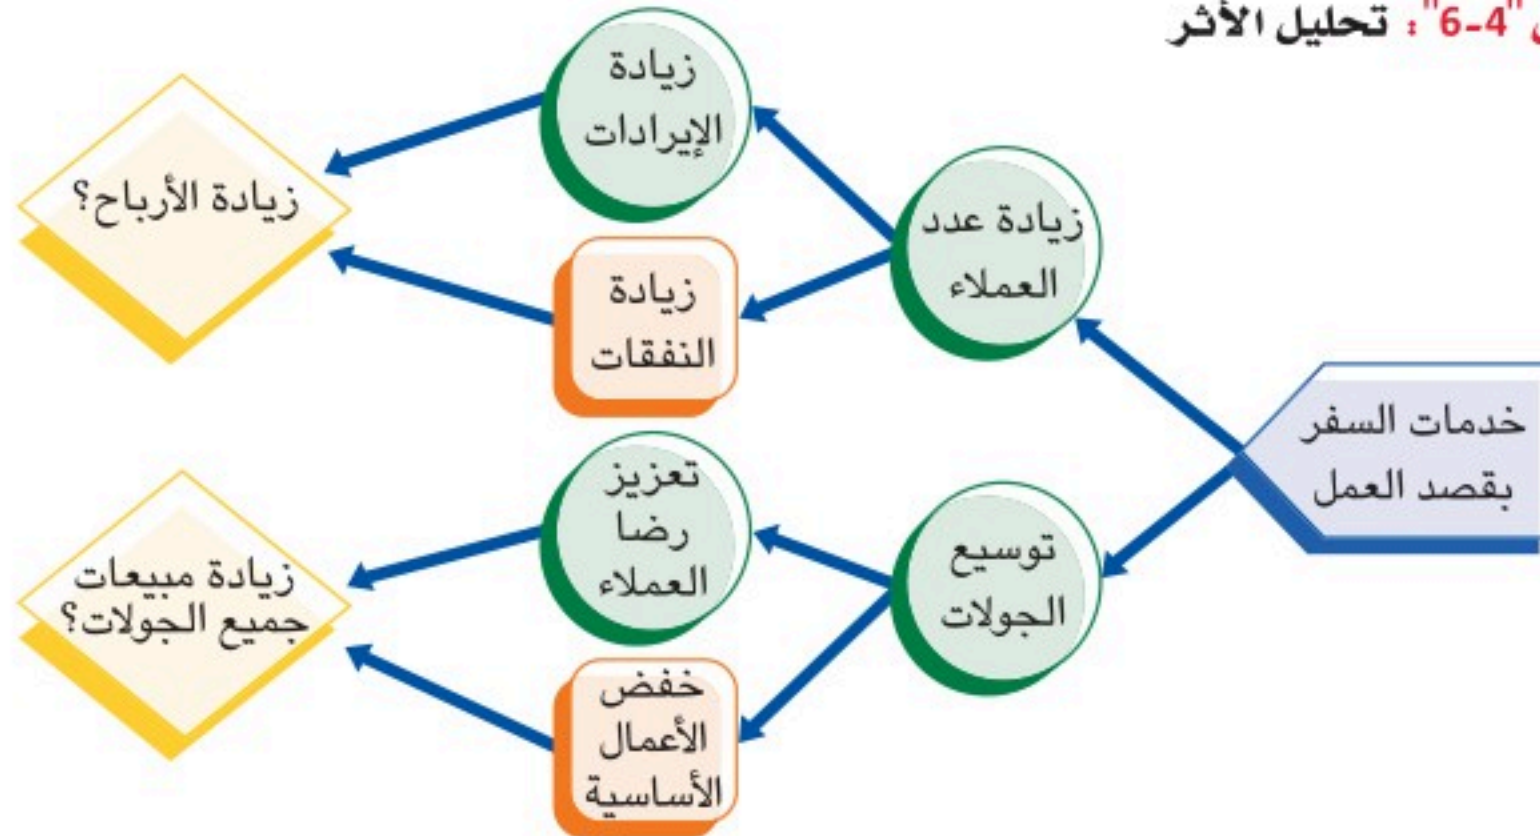 "4-6": تحليل الأثر
خدمات السفر
بقصد العمل
زيادة عدد
العملاء
زيادة
الإيرادات
زيادة
النفقات
زيادة الأرباح؟
توسيع
الجولات
تعزيز
رضا
العملاء
خفض
الأعمال
الأساسية
زيادة مبيعات
جميع الجولات؟